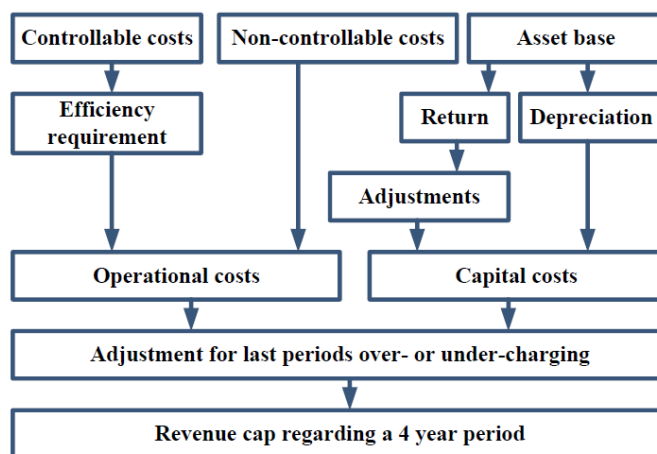 Controllable costs
Non-controllable costs
Asset base
Efficiency
requirement
Return
Depreciation
Adjustments
Operational costs
Capital costs
Adjustment for last periods over- or under-charging
Revenue cap regarding a 4 year period